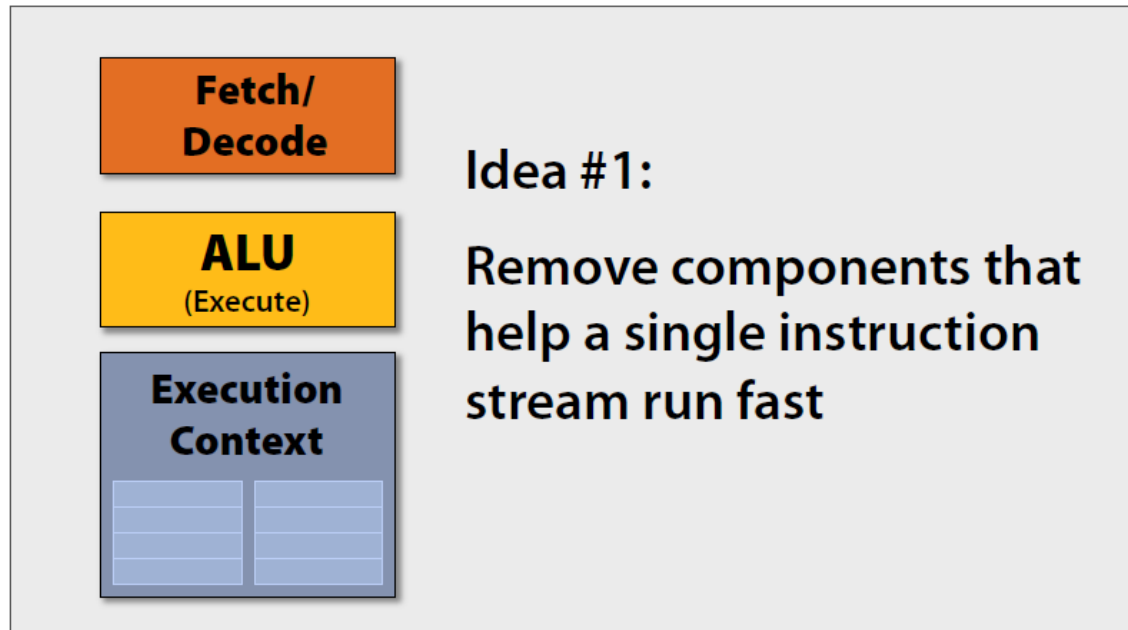 Fetch/
Decode
ALU
(Execute)
Execution
Context
Idea #1:
Remove components that
help a single instruction
stream run fast